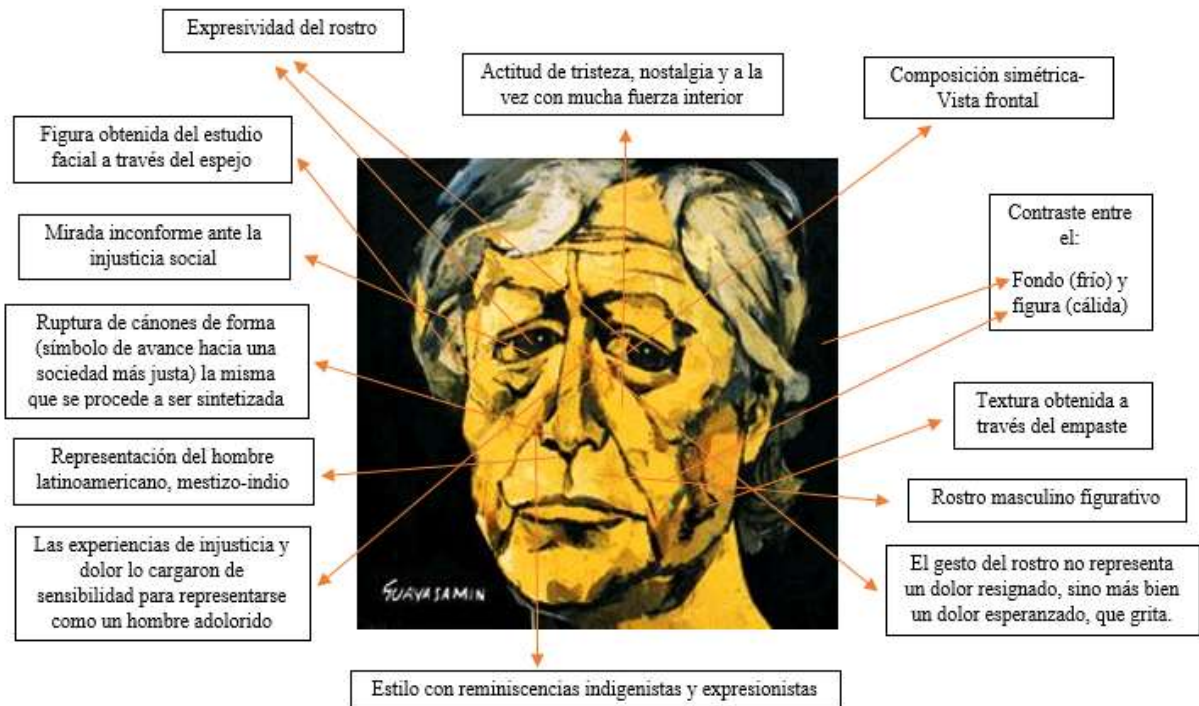 Expresividad del rostro
Actitud de tristeza, nostalgia y a la
vez con mucha fuerza interior
Composición simétrica-
Vista frontal
Figura obtenida del estudio
facial a través del espejo
Mirada inconforme ante la
injusticia social
Contraste entre
el:
Fondo (frío) y
figura (cálida)
Ruptura de cánones de forma
(símbolo de avance hacia una
sociedad más justa) la misma
que se procede a ser sintetizada
Textura obtenida a
través del empaste
Representación del hombre
latinoamericano, mestizo-indio
Rostro masculino figurativo
Las experiencias de injusticia y
dolor lo cargaron de
sensibilidad para representarse
como un hombre adolorido
El gesto del rostro no representa
un dolor resignado, sino más bien
un dolor esperanzado, que grita.
GUAYASAMIN
Estilo con reminiscencias indigenistas y expresionistas